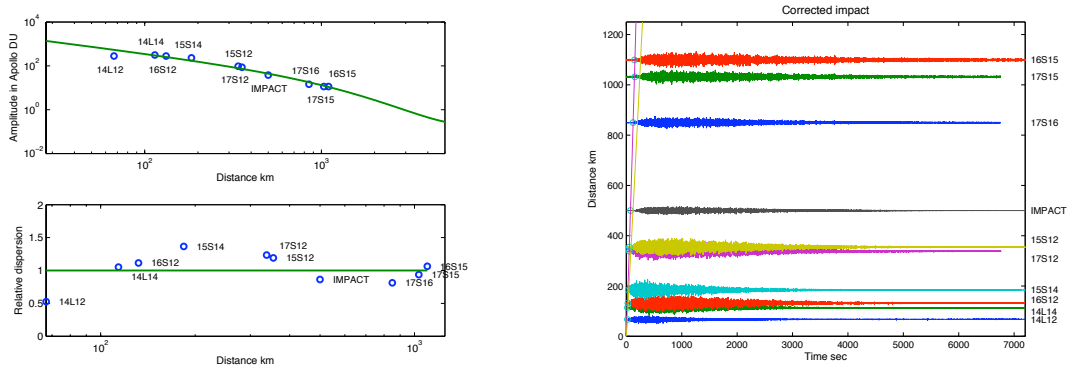 10^4
10^2
10^0
10^-2
Amplitude in Apollo DU
14L12
14L14
16S12
15S14
15S12
17S12
IMPACT
17S16
16S15
17S15
10^2
10^3
Distance km
2
1.5
1
0.5
0
Relative dispersion
14L12
14L14
16S12
15S14
17S12
15S12
IMPACT
17S16
17S15
16S15
10^2
10^3
Distance km
Corrected impact
1200
1000
800
600
400
200
0
Distance km
16S15
17S15
17S16
IMPACT
15S12
17S12
15S14
16S12
14L14
14L12
0 1000 2000 3000 4000 5000 6000 7000
Time sec